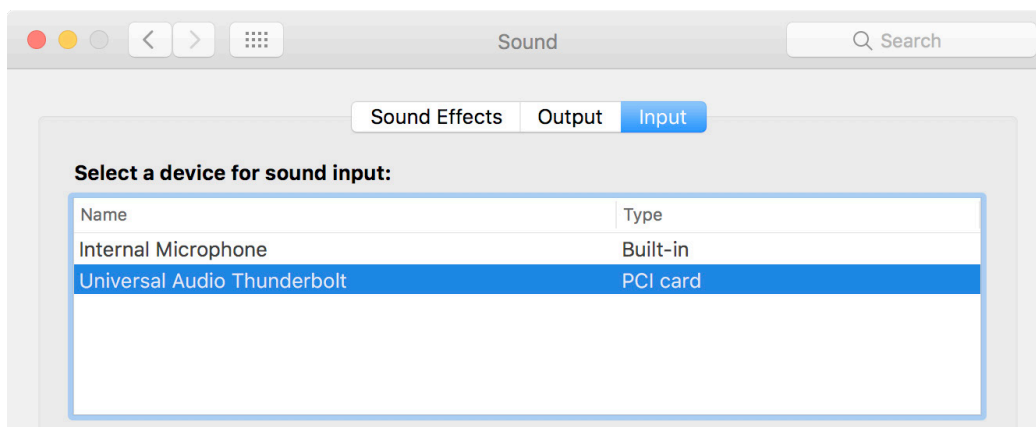 Sound
Search
Sound Effects Output Input
Select a device for sound input:
Name Type
Internal Microphone Built-in
Universal Audio Thunderbolt PCI card